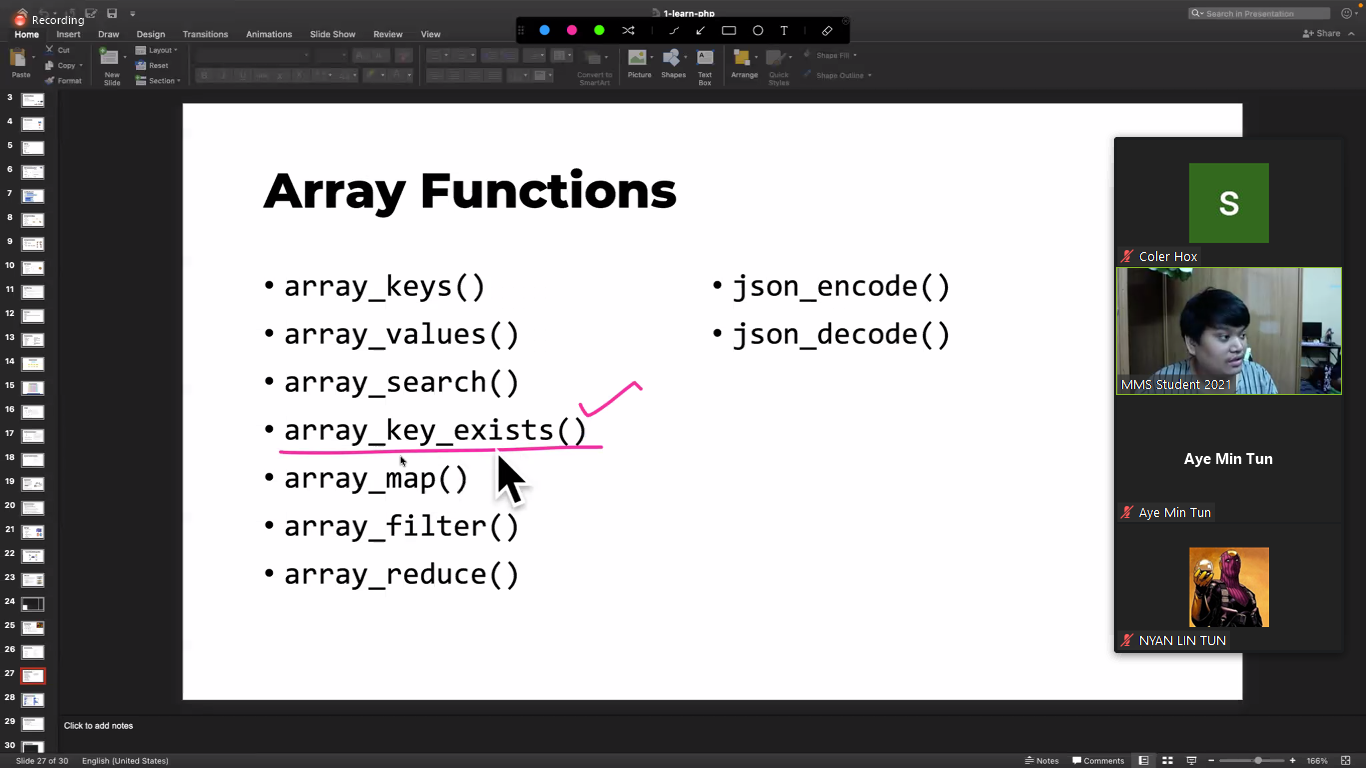 Recording
1-learn-php
Search in Presentation
Home Insert Draw Design Transitions Animations Slide Show Review View
Share
Paste
Cut
Copy
Format
New
Slide
Layout
Reset
Section
Convert to
SmartArt
Picture
Shapes
Text
Box
Arrange
Quick
Styles
Shape Fill
Shape Outline
3
4
5
6
7
8
9
10
11
12
13
14
15
16
17
18
19
20
21
22
23
24
25
26
27
28
29
30
Array Functions
• array_keys()
• array_values()
• array_search()
• array_key_exists()
• array_map()
• array_filter()
• array_reduce()
• json_encode()
• json_decode()
S
Coler Hox
MMS Student 2021
Aye Min Tun
Aye Min Tun
NYAN LIN TUN
Click to add notes
Slide 27 of 30 English (United States)
Notes Comments 166%